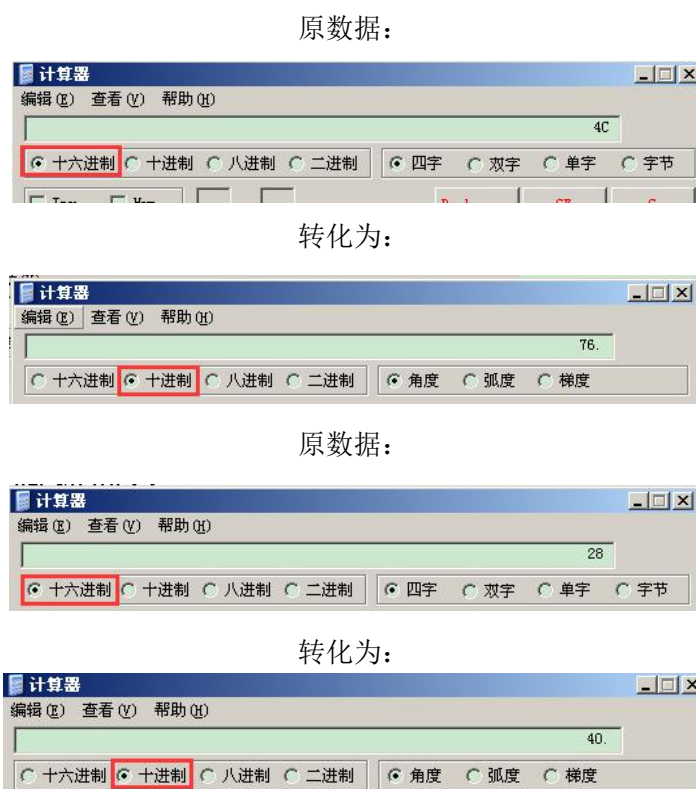 原数据：
计算器
编辑(E) 查看(V) 帮助(H)
4C
十六进制 十进制 八进制 二进制 四字 双字 单字 字节
转化为：
计算器
编辑(E) 查看(V) 帮助(H)
76.
十六进制 十进制 八进制 二进制 角度 弧度 梯度
原数据：
计算器
编辑(E) 查看(V) 帮助(H)
28
十六进制 十进制 八进制 二进制 四字 双字 单字 字节
转化为：
计算器
编辑(E) 查看(V) 帮助(H)
40.
十六进制 十进制 八进制 二进制 角度 弧度 梯度